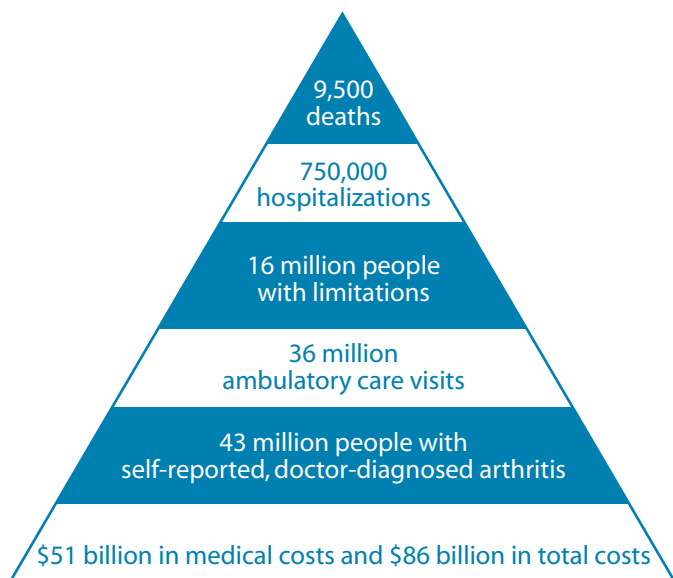 9,500
deaths
750,000
hospitalizations
16 million people
with limitations
36 million
ambulatory care visits
43 million people with
self-reported, doctor-diagnosed arthritis
$51 billion in medical costs and $86 billion in total costs